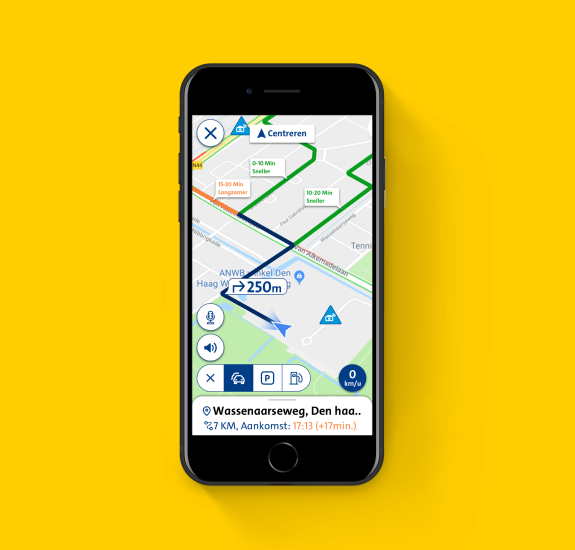 Centreren
0-10 Min
Sneller
N44
15-20 Min
Langzamer
10-20 Min
Sneller
Wassenaarseweg
Van Alkemadelaan
Tenni
ANWB winkel Den
Haag W
250m
P
0
km/u
Wassenaarseweg, Den haa..
7 KM, Aankomst: 17:13 (+17min.)